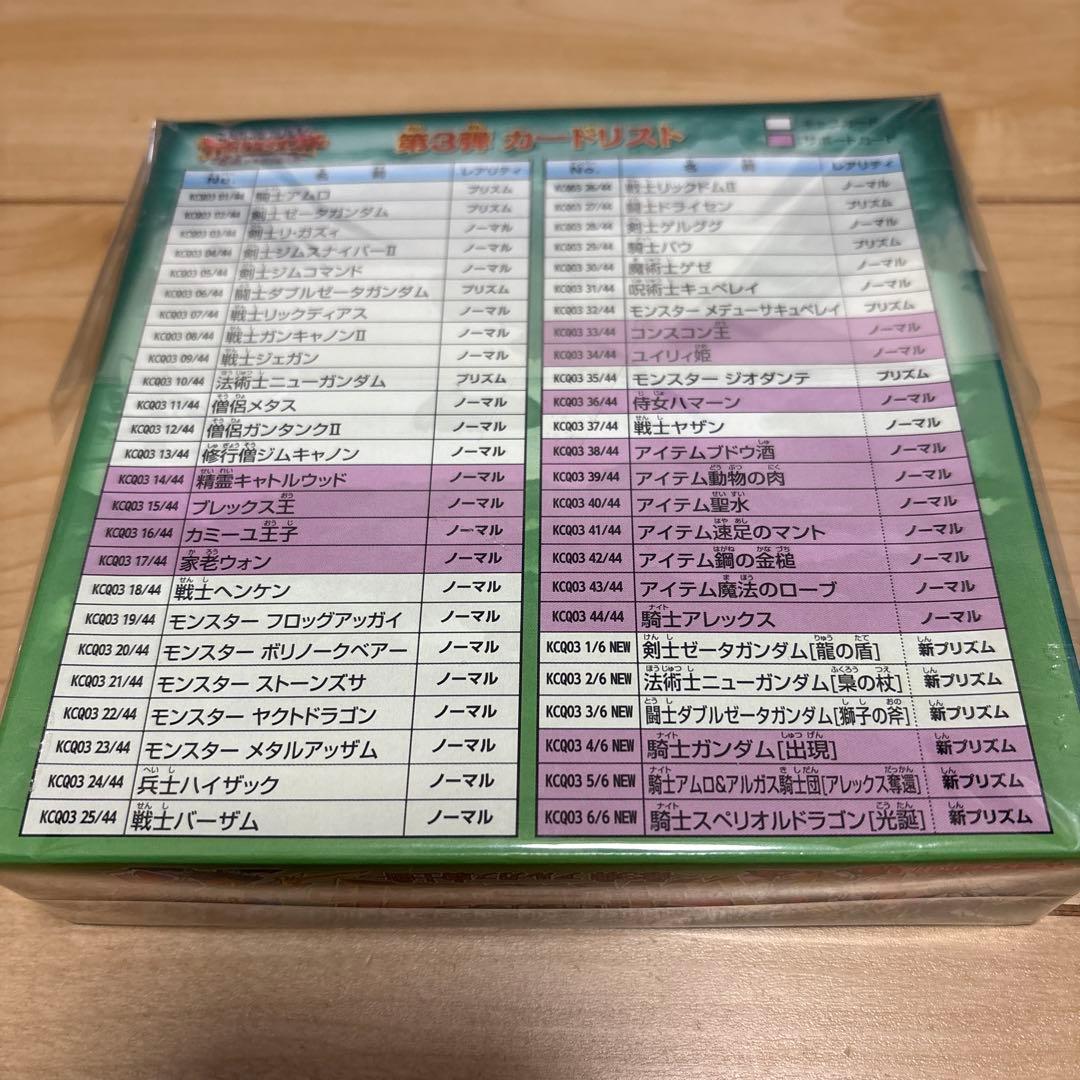 第3弾 カードリスト
サポートカード
No. 名前 レアリティ
KCQ03 01/44 騎士アムロ プリズム
KCQ03 02/44 剣士ゼータガンダム プリズム
KCQ03 03/44 剣士リ・ガズィ ノーマル
KCQ03 04/44 剣士ジムスナイパーII ノーマル
KCQ03 05/44 剣士ジムコマンド ノーマル
KCQ03 06/44 闘士ダブルゼータガンダム プリズム
KCQ03 07/44 戦士リックディアス ノーマル
KCQ03 08/44 戦士ガンキャノンII ノーマル
KCQ03 09/44 戦士ジェガン ノーマル
KCQ03 10/44 法術士ニューガンダム プリズム
KCQ03 11/44 僧侶メタス ノーマル
KCQ03 12/44 僧侶ガンタンクII ノーマル
KCQ03 13/44 修行僧ジムキャノン ノーマル
KCQ03 14/44 精霊キャトルウッド ノーマル
KCQ03 15/44 ブレックス王 ノーマル
KCQ03 16/44 カミーユ王子 ノーマル
KCQ03 17/44 家老ウォン ノーマル
KCQ03 18/44 戦士ヘンケン ノーマル
KCQ03 19/44 モンスター フロッグアッガイ ノーマル
KCQ03 20/44 モンスター ボリノークベアー ノーマル
KCQ03 21/44 モンスター ストーンズサ ノーマル
KCQ03 22/44 モンスター ヤクトドラゴン ノーマル
KCQ03 23/44 モンスター メタルアッザム ノーマル
KCQ03 24/44 兵士ハイザック ノーマル
KCQ03 25/44 戦士バーザム ノーマル
No. 名前 レアリティ
KCQ03 26/44 戦士リックドムII ノーマル
KCQ03 27/44 闘士ドライセン プリズム
KCQ03 28/44 剣士ゲルググ ノーマル
KCQ03 29/44 騎士バウ プリズム
KCQ03 30/44 魔術士ゲゼ ノーマル
KCQ03 31/44 呪術士キュベレイ ノーマル
KCQ03 32/44 モンスター メデューサキュベレイ プリズム
KCQ03 33/44 コンスコン王 ノーマル
KCQ03 34/44 ユイリィ姫 ノーマル
KCQ03 35/44 モンスター ジオダンテ プリズム
KCQ03 36/44 侍女ハマーン ノーマル
KCQ03 37/44 戦士ヤザン ノーマル
KCQ03 38/44 アイテムブドウ酒 ノーマル
KCQ03 39/44 アイテム動物の肉 ノーマル
KCQ03 40/44 アイテム聖水 ノーマル
KCQ03 41/44 アイテム速足のマント ノーマル
KCQ03 42/44 アイテム鋼の金槌 ノーマル
KCQ03 43/44 アイテム魔法のローブ ノーマル
KCQ03 44/44 騎士アレックス ノーマル
KCQ03 1/6 NEW 剣士ゼータガンダム[龍の盾] 新プリズム
KCQ03 2/6 NEW 法術士ニューガンダム[梟の杖] 新プリズム
KCQ03 3/6 NEW 闘士ダブルゼータガンダム[獅子の斧] 新プリズム
KCQ03 4/6 NEW 騎士ガンダム[出現] 新プリズム
KCQ03 5/6 NEW 騎士アムロ&アルガス騎士団[アレックス奪還] 新プリズム
KCQ03 6/6 NEW 騎士スペリオルドラゴン[光誕] 新プリズム